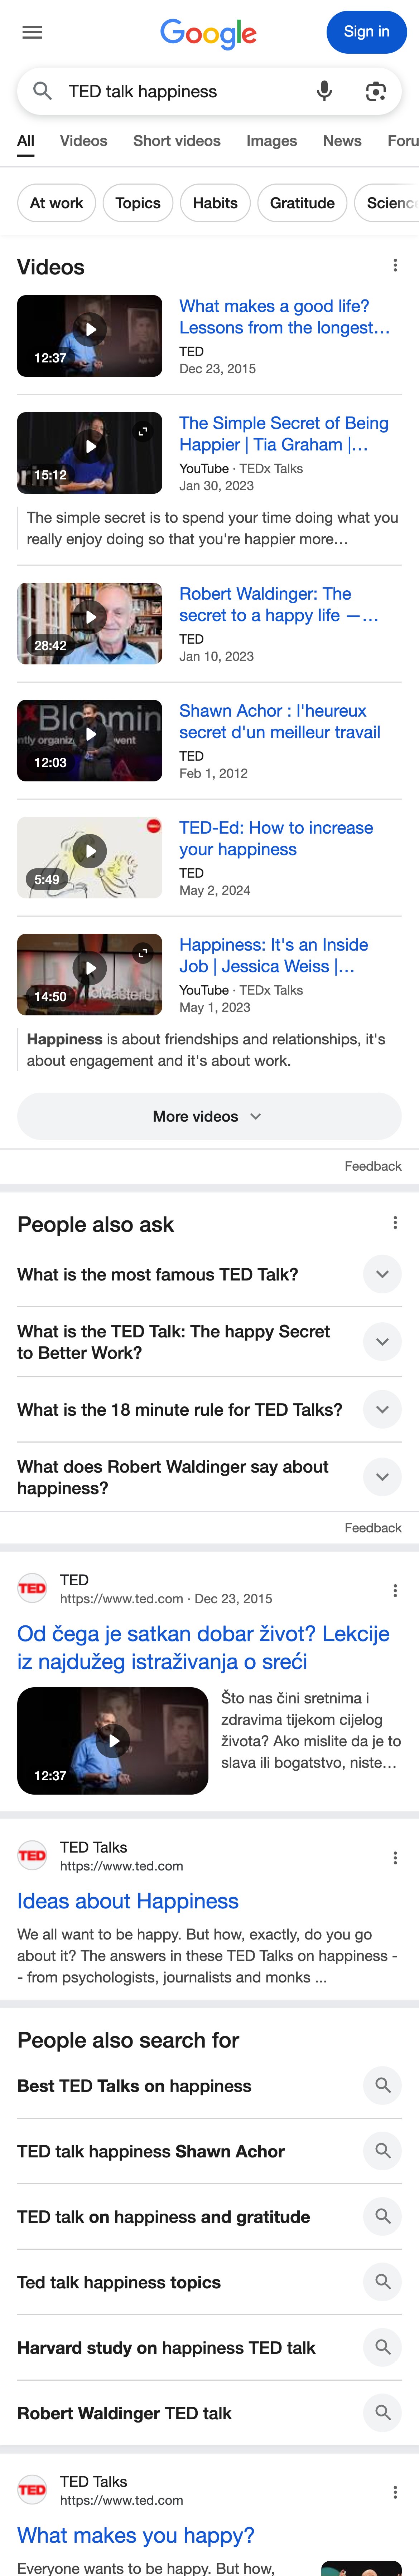 Google
Sign in
TED talk happiness
All Videos Short videos Images News Foru
At work Topics Habits Gratitude Science
Videos
12:37
What makes a good life?
Lessons from the longest...
TED
Dec 23, 2015
15:12
The Simple Secret of Being
Happier | Tia Graham |...
YouTube · TEDx Talks
Jan 30, 2023
The simple secret is to spend your time doing what you
really enjoy doing so that you're happier more...
28:42
Robert Waldinger: The
secret to a happy life —...
TED
Jan 10, 2023
12:03
Shawn Achor : l'heureux
secret d'un meilleur travail
TED
Feb 1, 2012
5:49
TED-Ed: How to increase
your happiness
TED
May 2, 2024
14:50
Happiness: It's an Inside
Job | Jessica Weiss |...
YouTube · TEDx Talks
May 1, 2023
Happiness is about friendships and relationships, it's
about engagement and it's about work.
More videos
Feedback
People also ask
What is the most famous TED Talk?
What is the TED Talk: The happy Secret
to Better Work?
What is the 18 minute rule for TED Talks?
What does Robert Waldinger say about
happiness?
Feedback
TED
TED
https://www.ted.com · Dec 23, 2015
Od čega je satkan dobar život? Lekcije
iz najdužeg istraživanja o sreći
12:37
Što nas čini sretnima i
zdravima tijekom cijelog
života? Ako mislite da je to
slava ili bogatstvo, niste...
TED
TED Talks
https://www.ted.com
Ideas about Happiness
We all want to be happy. But how, exactly, do you go
about it? The answers in these TED Talks on happiness -
- from psychologists, journalists and monks ...
People also search for
Best TED Talks on happiness
TED talk happiness Shawn Achor
TED talk on happiness and gratitude
Ted talk happiness topics
Harvard study on happiness TED talk
Robert Waldinger TED talk
TED
TED Talks
https://www.ted.com
What makes you happy?
Everyone wants to be happy. But how,